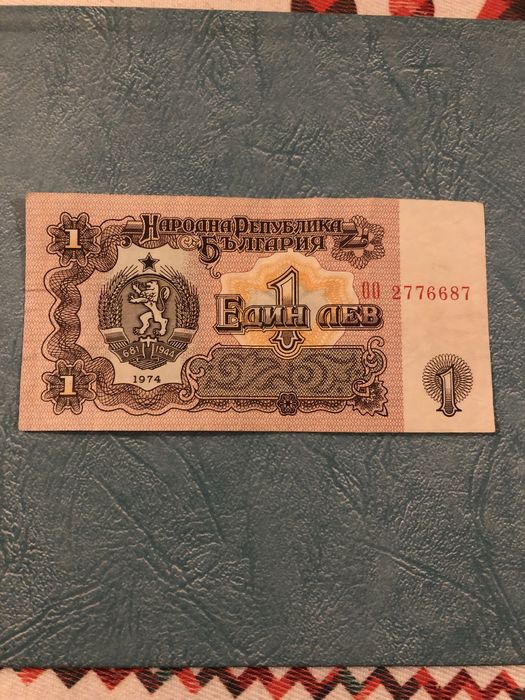 1 Народна Република
България
1
ОО 2776687
Един лев
681 1944
1974
1
1